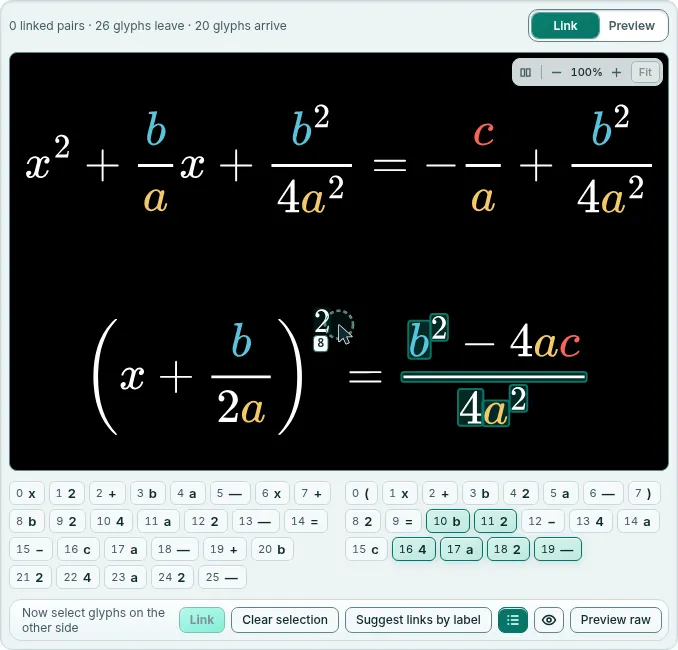 0 linked pairs · 26 glyphs leave · 20 glyphs arrive
Link Preview
− 100% + Fit
x² + b/a x + b²/4a² = − c/a + b²/4a²
(x + b/2a)² = b² − 4ac/4a²
8
0 x 1 2 2 + 3 b 4 a 5 — 6 x 7 +
8 b 9 2 10 4 11 a 12 2 13 — 14 =
15 − 16 c 17 a 18 — 19 + 20 b
21 2 22 4 23 a 24 2 25 —
0 ( 1 x 2 + 3 b 4 2 5 a 6 — 7 )
8 2 9 = 10 b 11 2 12 − 13 4 14 a
15 c 16 4 17 a 18 2 19 —
Now select glyphs on the
other side
Link Clear selection Suggest links by label Preview raw